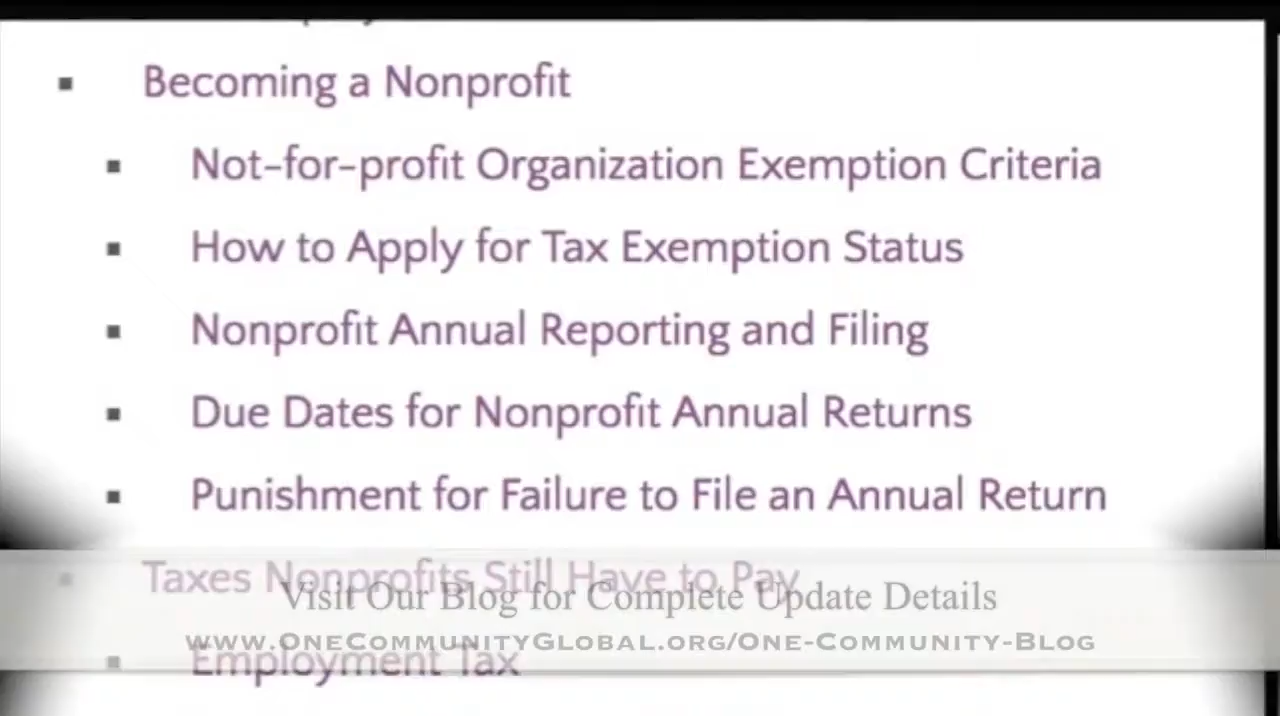 Becoming a Nonprofit
Not-for-profit Organization Exemption Criteria
How to Apply for Tax Exemption Status
Nonprofit Annual Reporting and Filing
Due Dates for Nonprofit Annual Returns
Punishment for Failure to File an Annual Return
Taxes Nonprofits Still Have to Pay
Visit Our Blog for Complete Update Details
www.OneCommunityGlobal.org/One-Community-Blog
Employment Tax